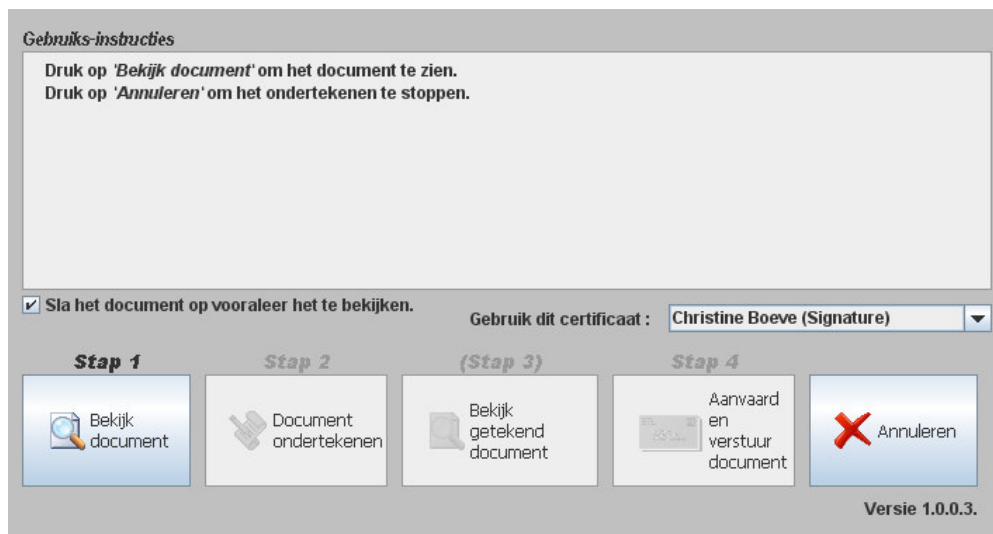 Gebruiks-instructies
Druk op 'Bekijk document' om het document te zien.
Druk op 'Annuleren' om het ondertekenen te stoppen.
Sla het document op vooraleer het te bekijken.
Gebruik dit certificaat : Christine Boeve (Signature)
Stap 1 Stap 2 (Stap 3) Stap 4
Bekijk
document
Document
ondertekenen
Bekijk
getekend
document
Aanvaard
en
verstuur
document
Annuleren
Versie 1.0.0.3.